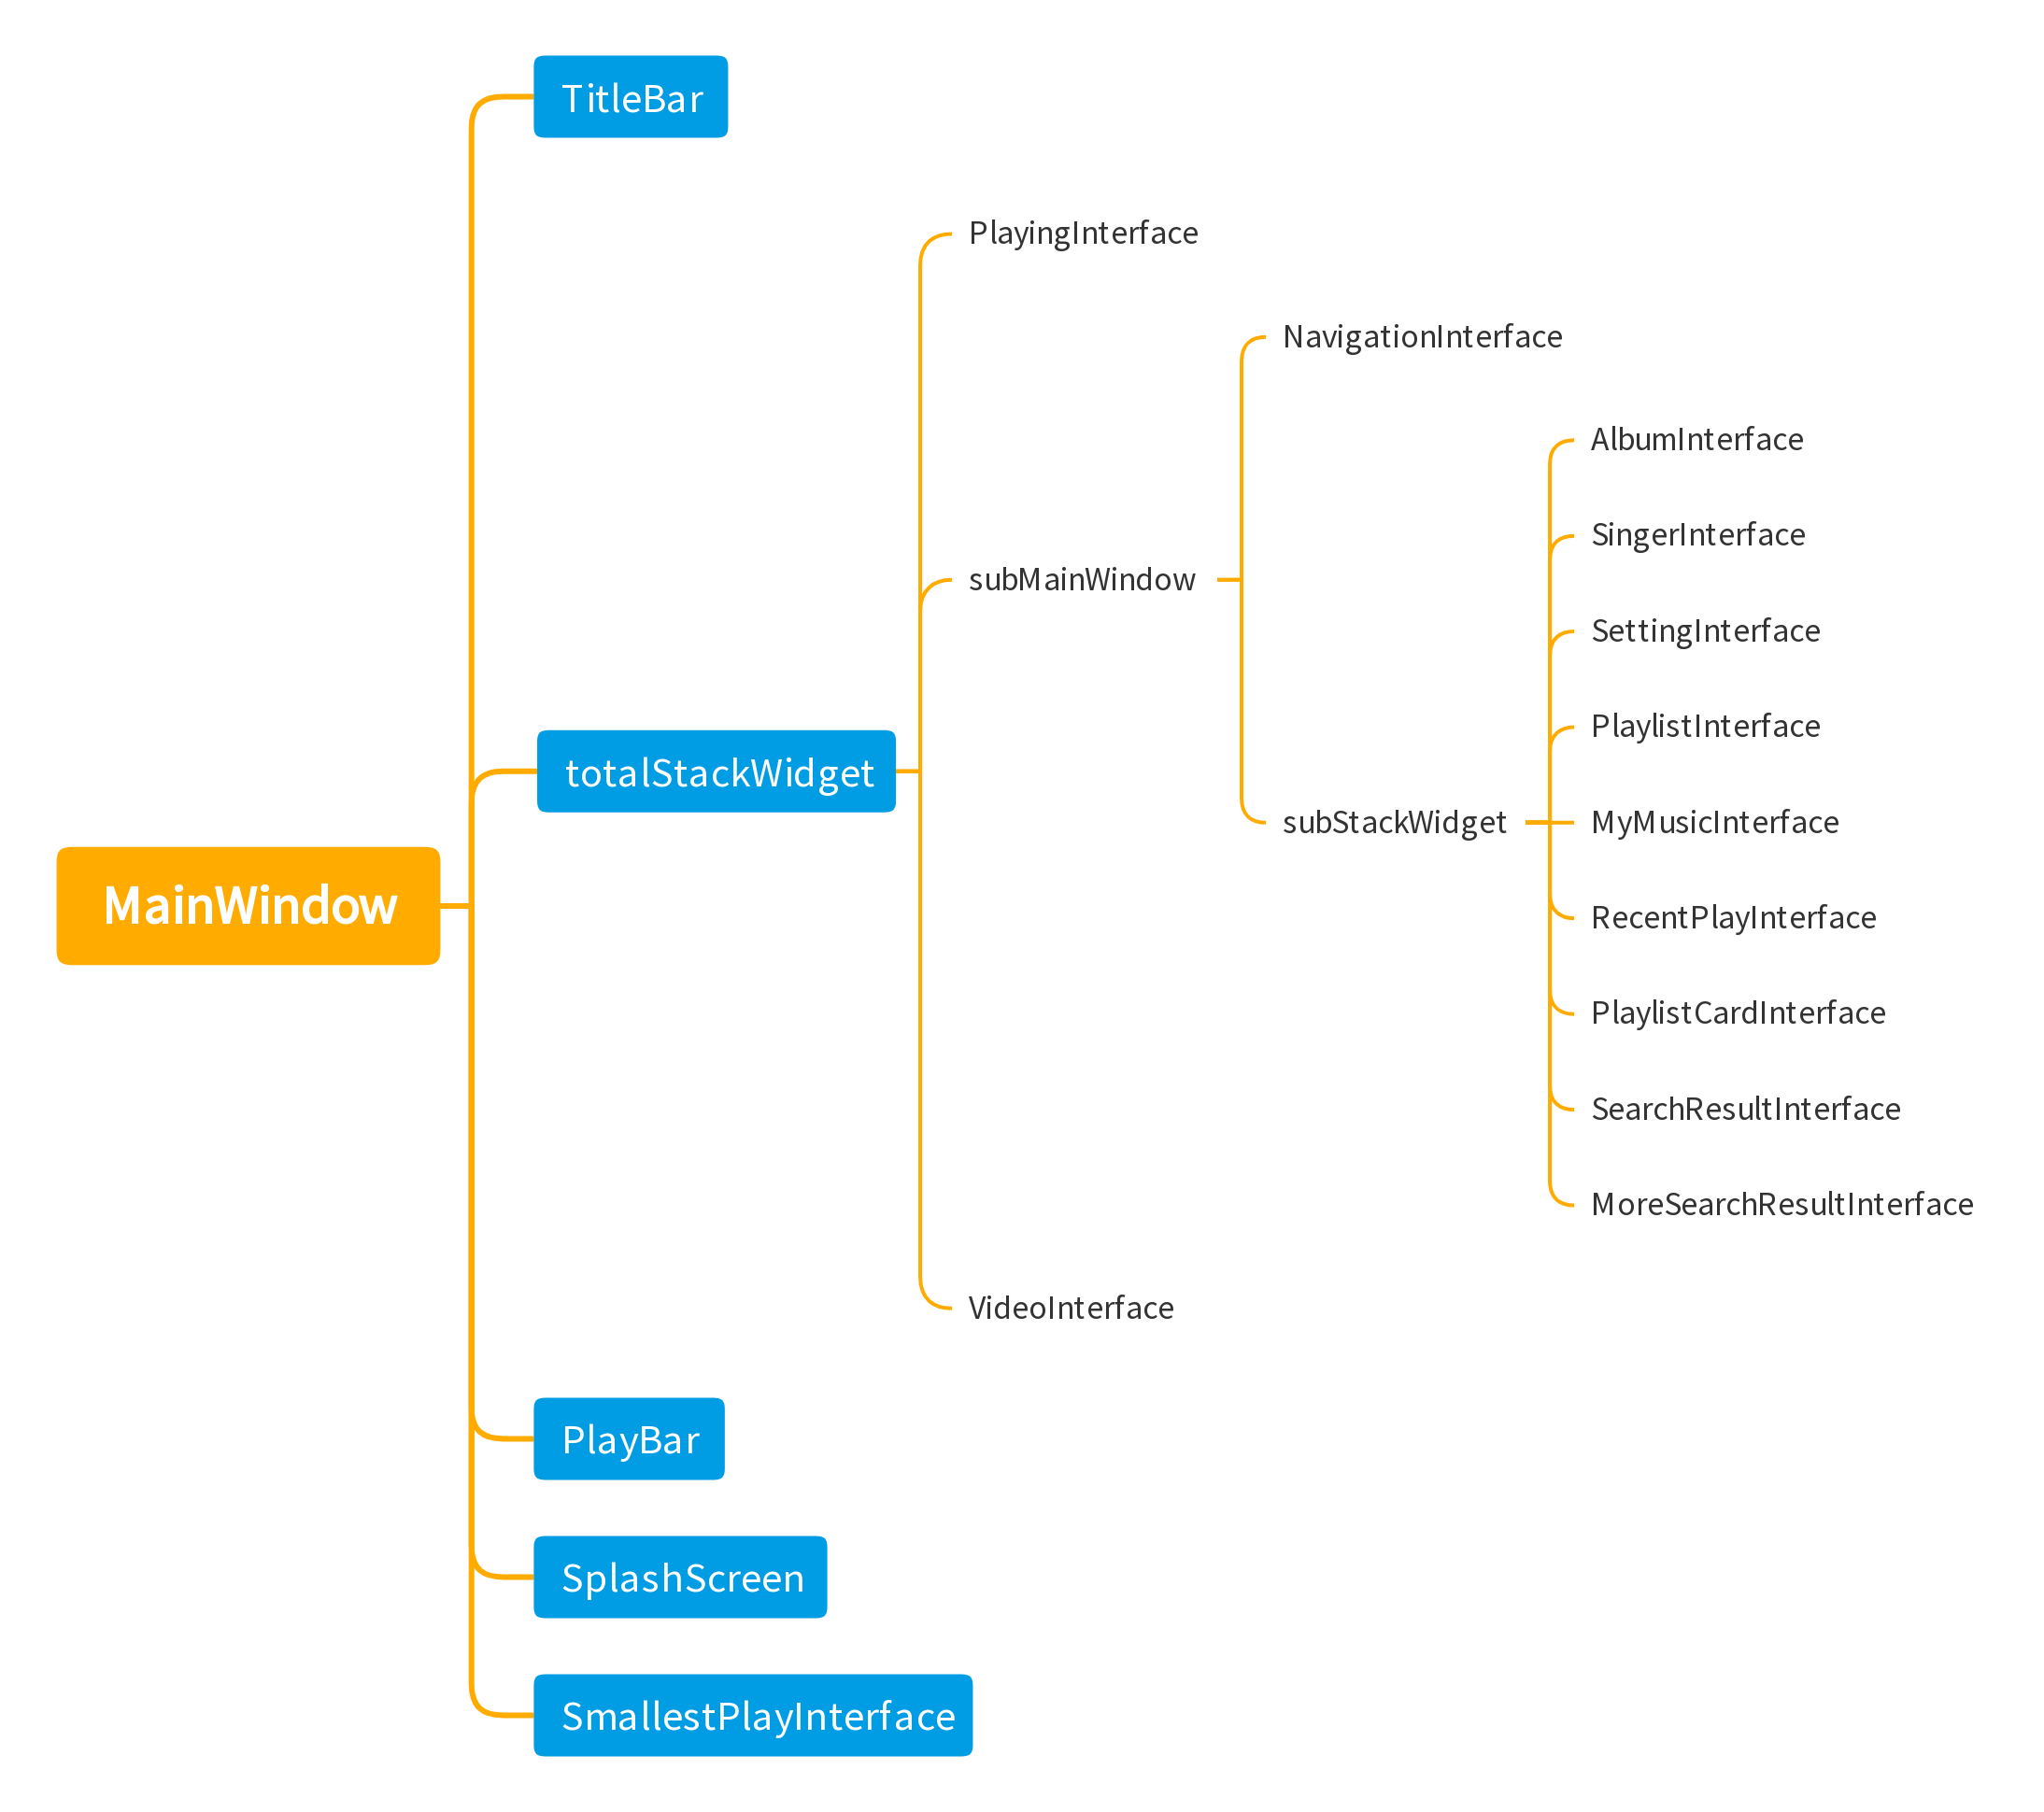 TitleBar
PlayingInterface
NavigationInterface
AlbumInterface
SingerInterface
subMainWindow
SettingInterface
PlaylistInterface
totalStackWidget
subStackWidget
MyMusicInterface
MainWindow
RecentPlayInterface
PlaylistCardInterface
SearchResultInterface
MoreSearchResultInterface
VideoInterface
PlayBar
SplashScreen
SmallestPlayInterface